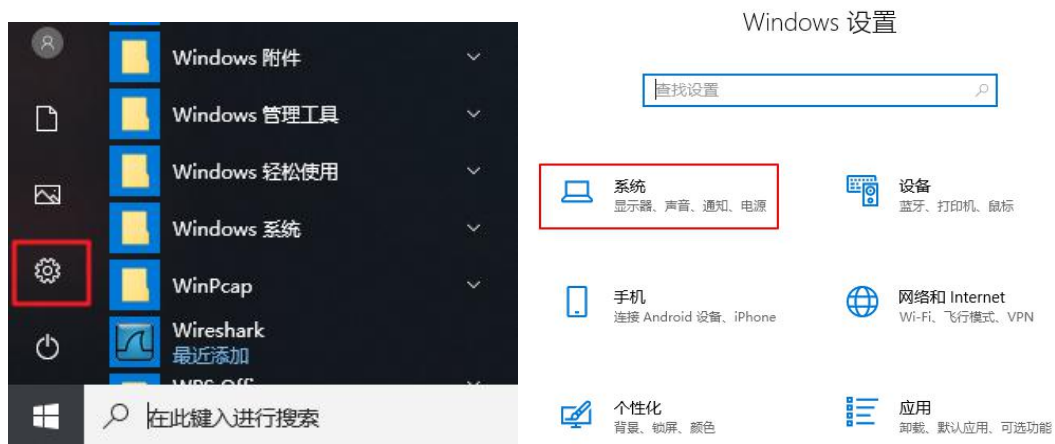 Windows 附件
Windows 管理工具
Windows 轻松使用
Windows 系统
WinPcap
Wireshark
最近添加
在此键入进行搜索
Windows 设置
查找设置
系统
显示器、声音、通知、电源
设备
蓝牙、打印机、鼠标
手机
连接 Android 设备、iPhone
网络和 Internet
Wi-Fi、飞行模式、VPN
个性化
背景、锁屏、颜色
应用
卸载、默认应用、可选功能